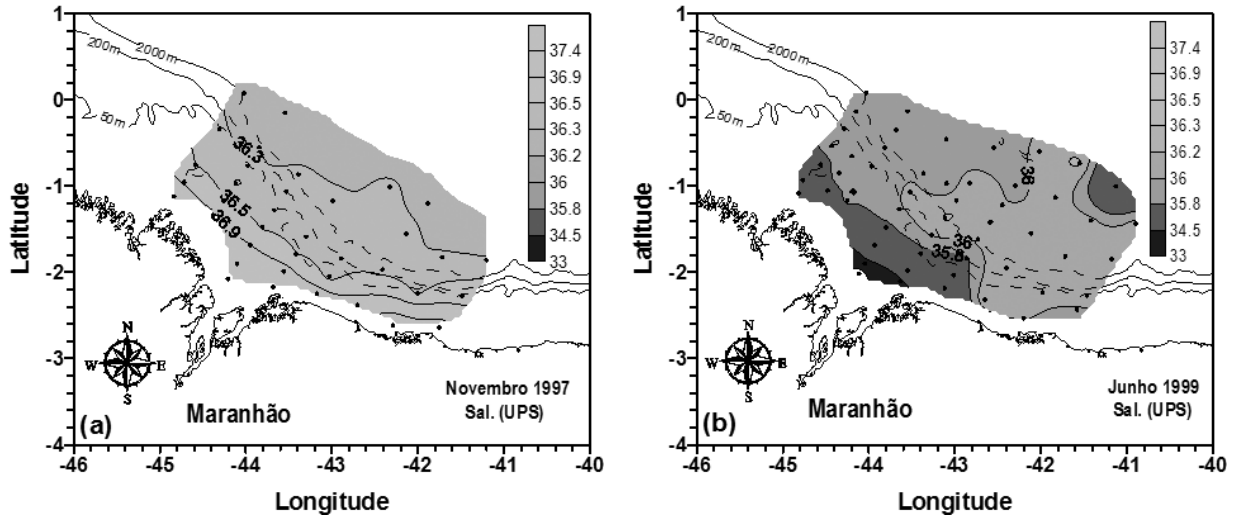 1
0
-1
-2
-3
-4
Latitude
-46
-45
-44
-43
-42
-41
-40
Longitude
2000m
200m
50m
36.3
36.5
36.9
37.4
36.9
36.5
36.3
36.2
36
35.8
34.5
33
N
W E
S
Maranhão
Novembro 1997
Sal. (UPS)
(a)
1
0
-1
-2
-3
-4
Latitude
-46
-45
-44
-43
-42
-41
-40
Longitude
2000m
200m
50m
36
36
35.8
37.4
36.9
36.5
36.3
36.2
36
35.8
34.5
33
N
W E
S
Maranhão
Junho 1999
Sal. (UPS)
(b)